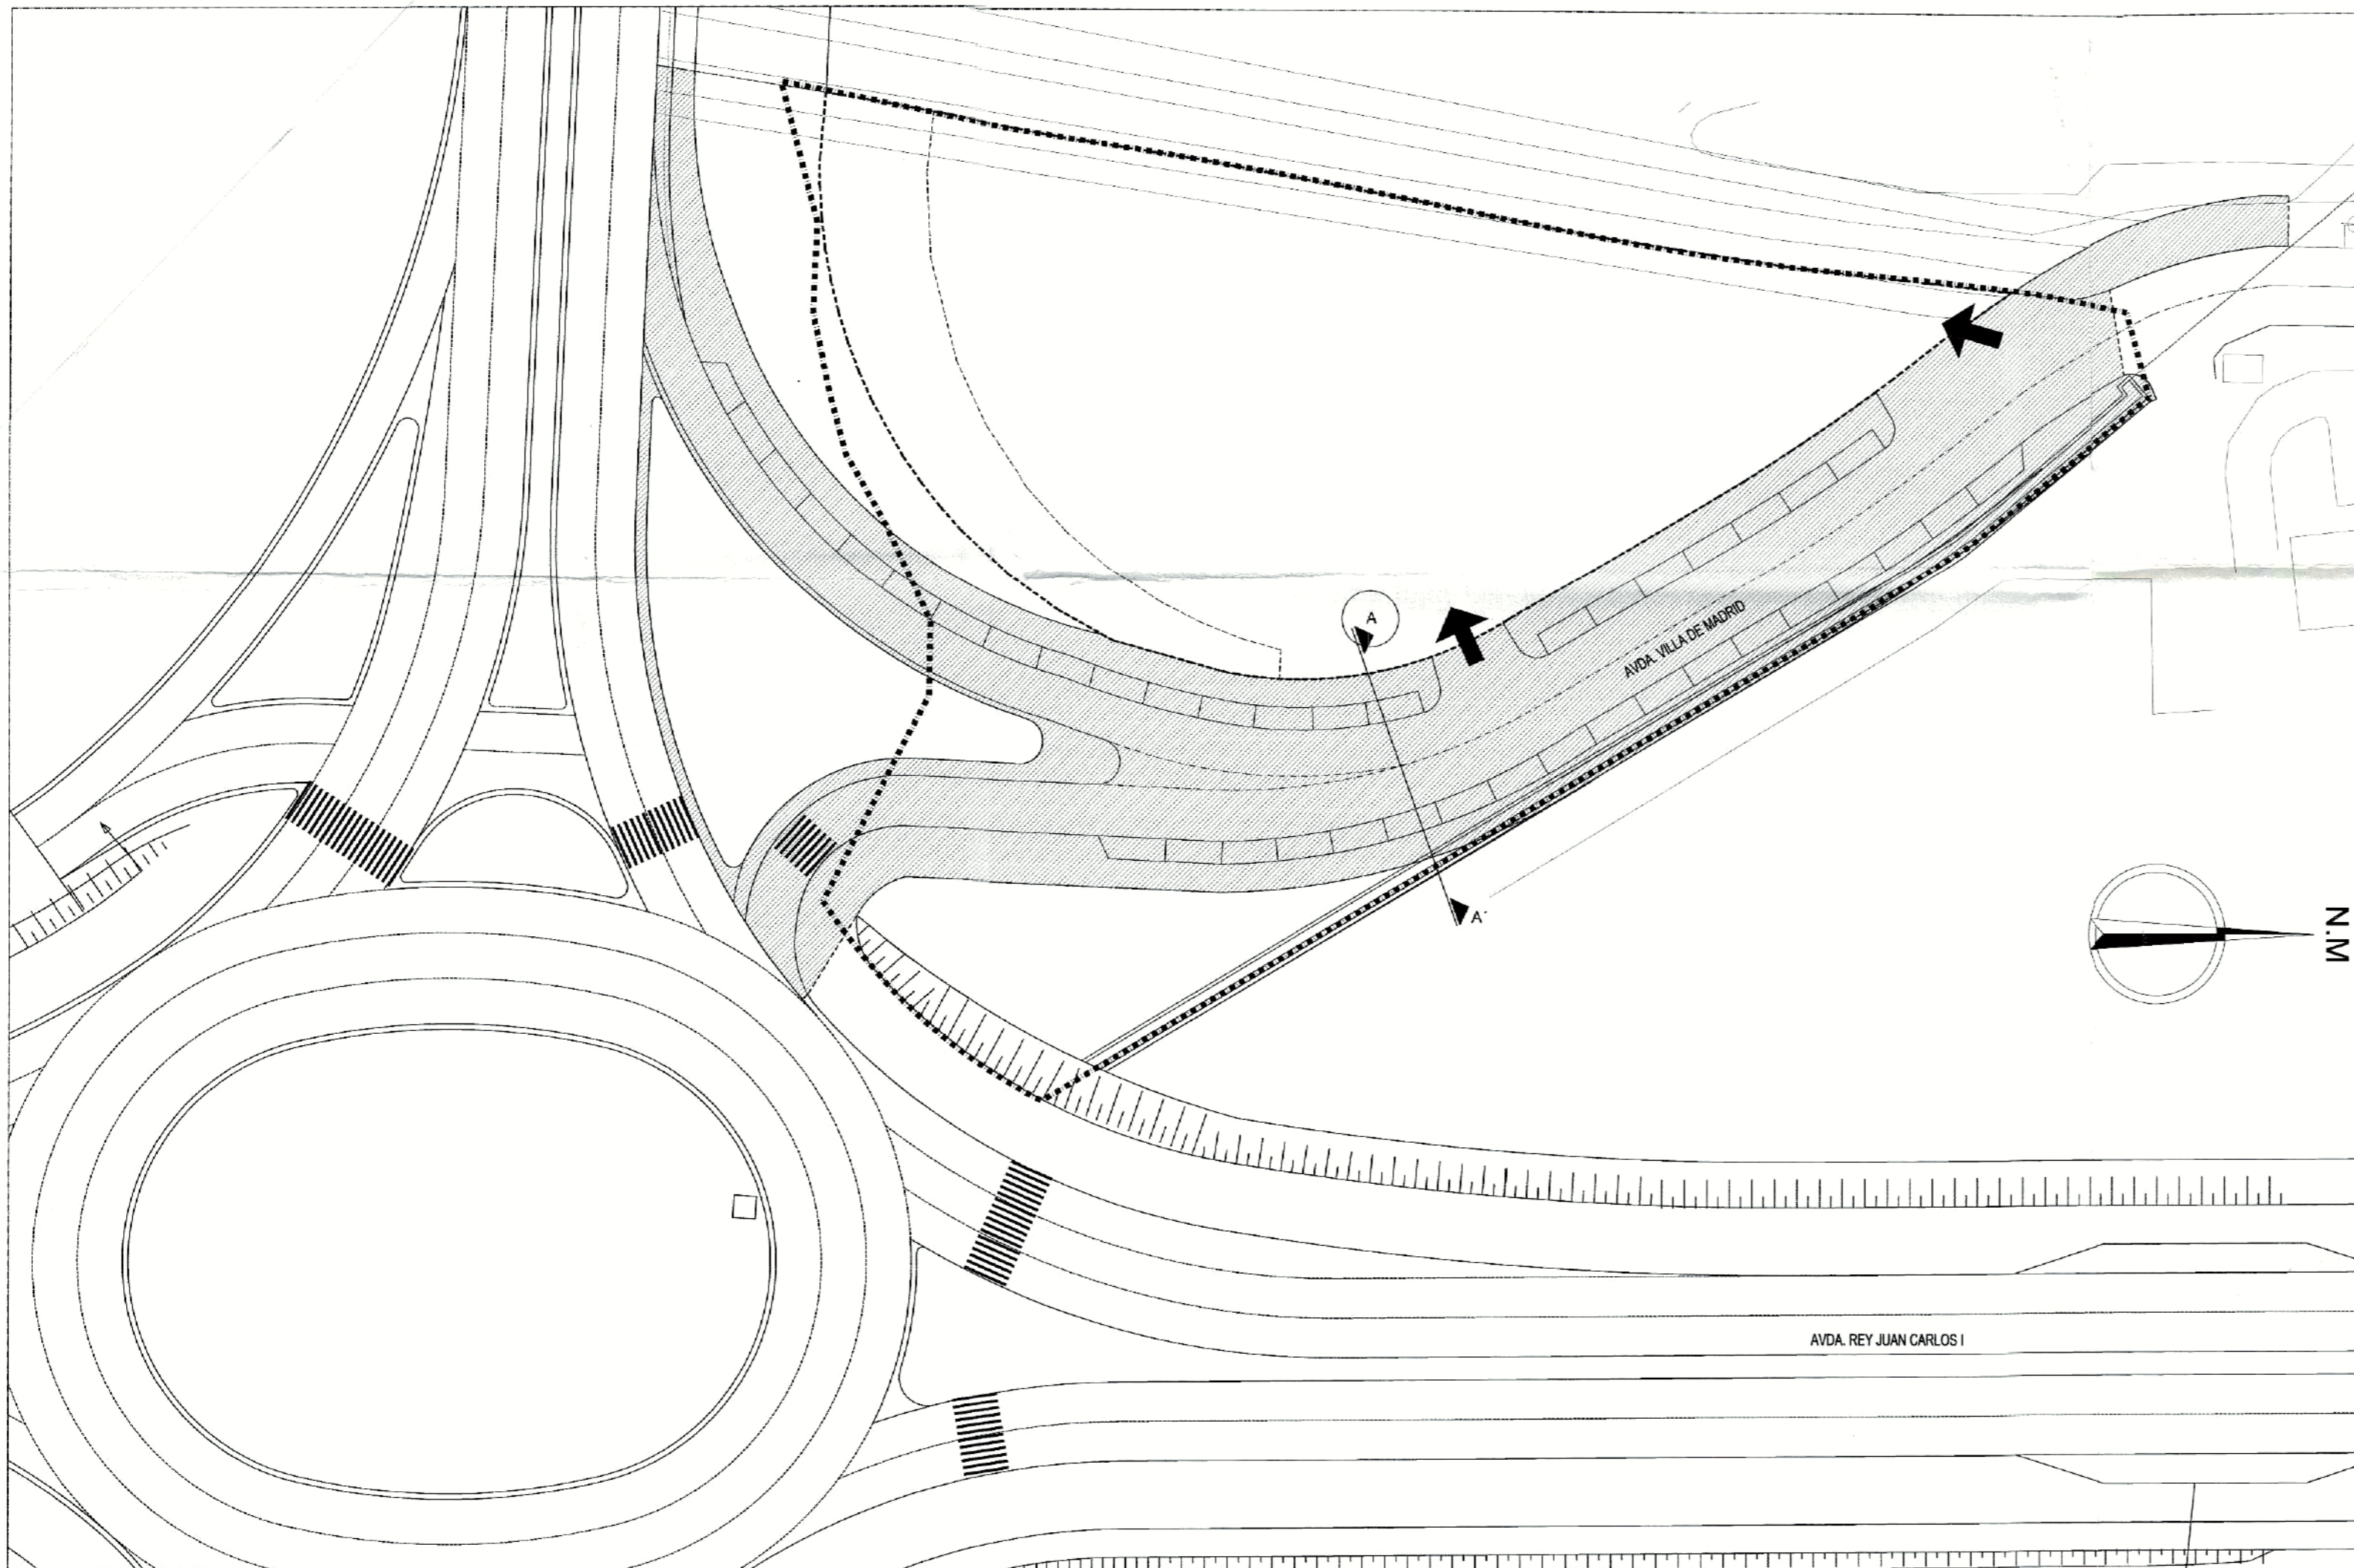 A
AVDA. VILLA DE MADRID
A'
N.M
AVDA. REY JUAN CARLOS I